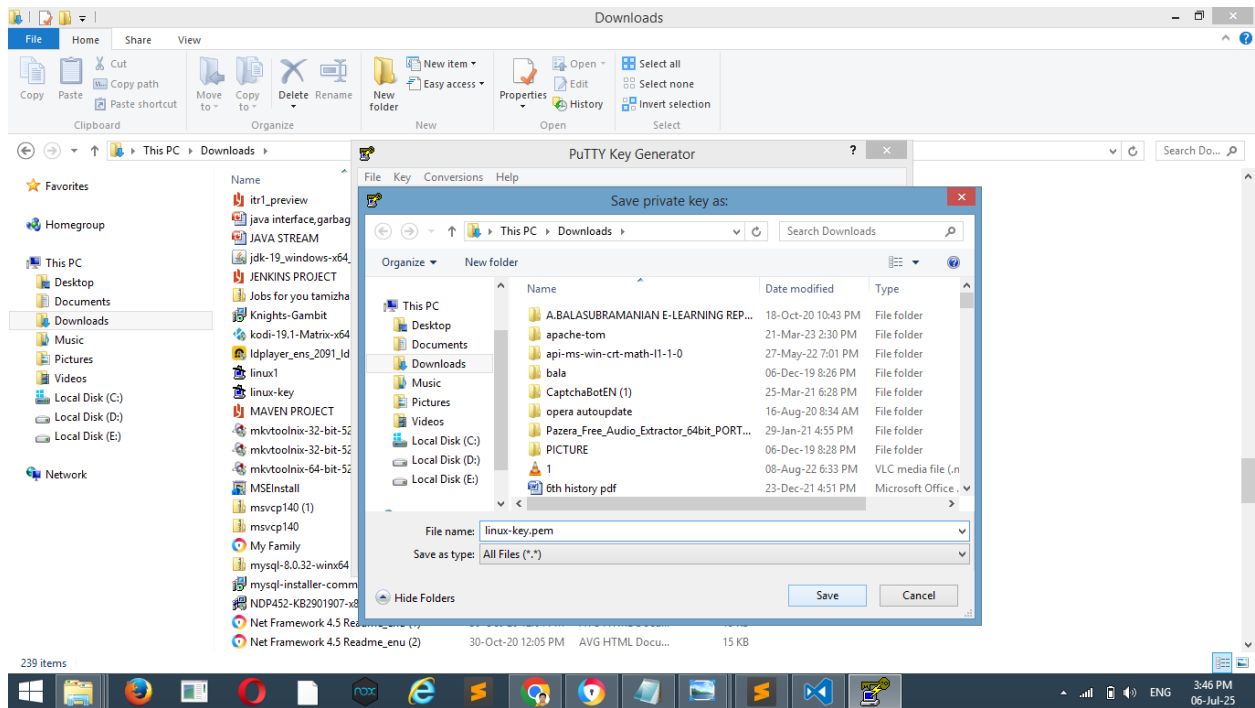 Downloads
File Home Share View
Copy Paste Cut Copy path Paste shortcut
Move to Copy to Delete Rename
New folder New item Easy access
Properties Open Edit History
Select all Select none Invert selection
Clipboard Organize New Open Select
This PC Downloads Search Do...
Favorites
Homegroup
This PC
Desktop
Documents
Downloads
Music
Pictures
Videos
Local Disk (C:)
Local Disk (D:)
Local Disk (E:)
Network
Name
itr1_preview
java interface,garbag
JAVA STREAM
jdk-19_windows-x64_
JENKINS PROJECT
Jobs for you tamizha
Knights-Gambit
kodi-19.1-Matrix-x64
ldplayer_ens_2091_ld
linux1
linux-key
MAVEN PROJECT
mkvtoolnix-32-bit-52
mkvtoolnix-32-bit-52
mkvtoolnix-64-bit-52
MSEInstall
msvcp140 (1)
msvcp140
My Family
mysql-8.0.32-winx64
mysql-installer-comm
NDP452-KB2901907-x8
Net Framework 4.5 Readme_enu (1)
Net Framework 4.5 Readme_enu (2) 30-Oct-20 12:05 PM AVG HTML Docu... 15 KB
PuTTY Key Generator ?
File Key Conversions Help
Save private key as:
This PC Downloads Search Downloads
Organize New folder
This PC
Desktop
Documents
Downloads
Music
Pictures
Videos
Local Disk (C:)
Local Disk (D:)
Local Disk (E:)
Name Date modified Type
A.BALASUBRAMANIAN E-LEARNING REP... 18-Oct-20 10:43 PM File folder
apache-tom 21-Mar-23 2:30 PM File folder
api-ms-win-crt-math-l1-1-0 27-May-22 7:01 PM File folder
bala 06-Dec-19 8:26 PM File folder
CaptchaBotEN (1) 25-Mar-21 6:28 PM File folder
opera autoupdate 16-Aug-20 8:34 AM File folder
Pazera_Free_Audio_Extractor_64bit_PORT... 29-Jan-21 4:55 PM File folder
PICTURE 06-Dec-19 8:28 PM File folder
1 08-Aug-22 6:33 PM VLC media file (.n
6th history pdf 23-Dec-21 4:51 PM Microsoft Office .
File name: linux-key.pem
Save as type: All Files (*.*)
Hide Folders Save Cancel
239 items
nox
ENG 3:46 PM
06-Jul-25